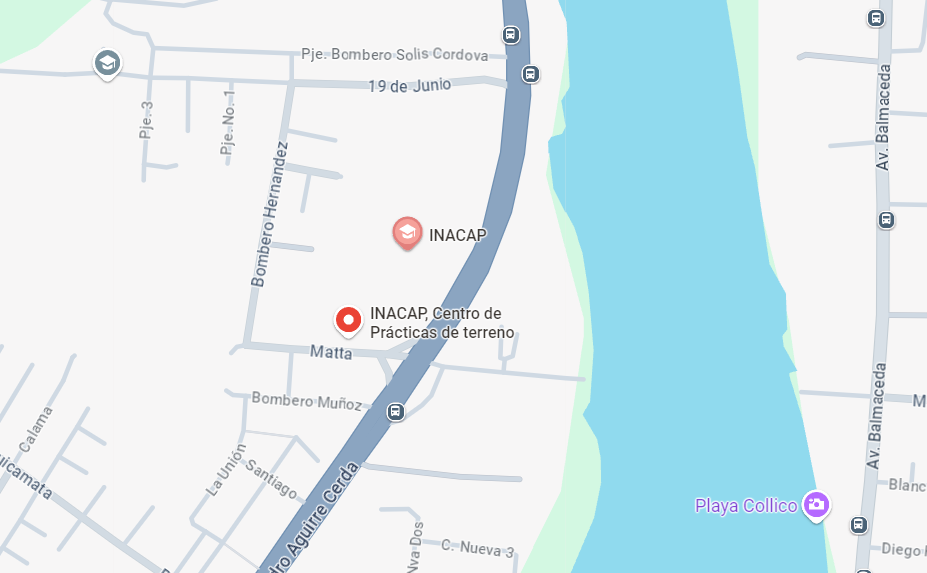 Pje. Bombero Solis Cordova
19 de Junio
Pje. 3
Pje. No. 1
Av. Balmaceda
Bombero Hernandez
INACAP
INACAP, Centro de
Prácticas de terreno
Matta
Bombero Muñoz
Av. Balmaceda
M
Calama
uicamata
La Unión
Santiago
dro Aguirre Cerda
Playa Collico
Blanc
Nva Dos
C. Nueva 3
Diego